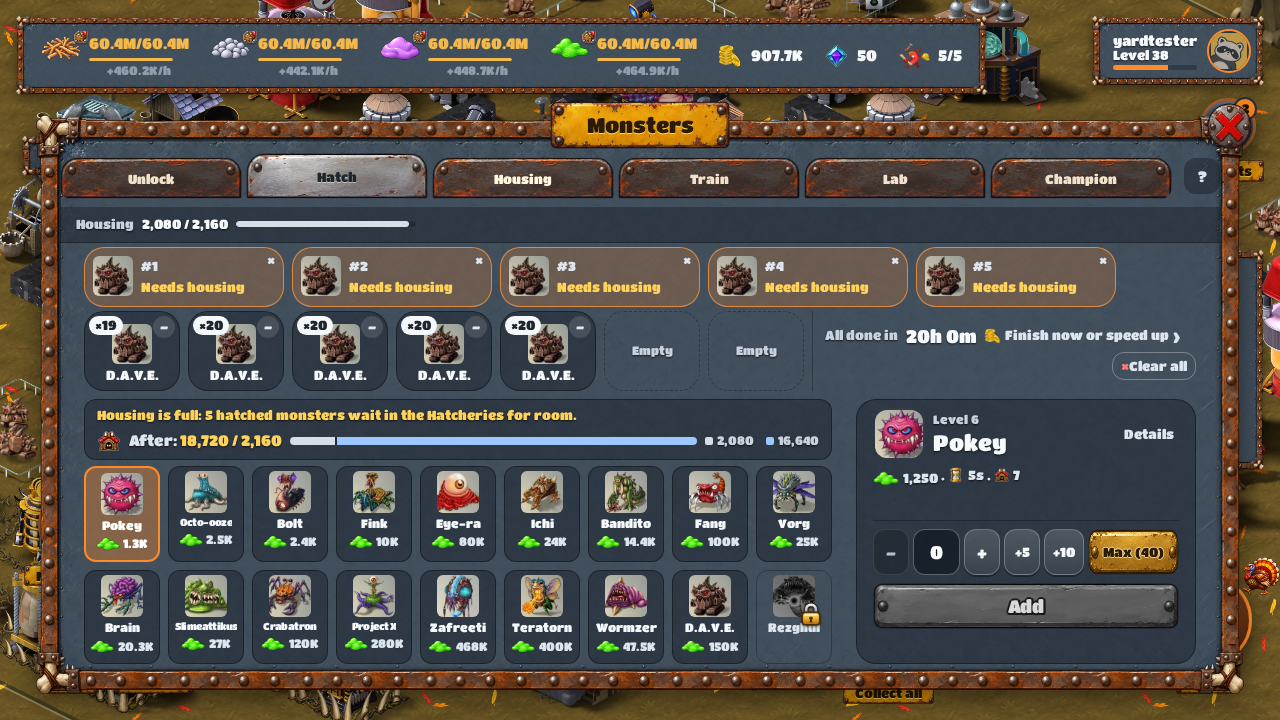 60.4M/60.4M
+460.2K/h
60.4M/60.4M
+442.1K/h
60.4M/60.4M
+448.7K/h
60.4M/60.4M
+464.9K/h
907.7K
50
5/5
yardtester
Level 38
Monsters
Unlock
Hatch
Housing
Train
Lab
Champion
?
Housing 2,080 / 2,160
#1
Needs housing
#2
Needs housing
#3
Needs housing
#4
Needs housing
#5
Needs housing
×19
D.A.V.E.
×20
D.A.V.E.
×20
D.A.V.E.
×20
D.A.V.E.
×20
D.A.V.E.
Empty
Empty
All done in 20h 0m Finish now or speed up ›
×Clear all
Housing is full: 5 hatched monsters wait in the Hatcheries for room.
After: 18,720 / 2,160
2,080
16,640
Level 6
Pokey
Details
1,250 · 5s · 7
− 0 + +5 +10 Max (40)
Add
Pokey
1.3K
Octo-ooze
2.5K
Bolt
2.4K
Fink
10K
Eye-ra
80K
Ichi
24K
Bandito
14.4K
Fang
100K
Vorg
25K
Brain
20.3K
Slimeattikus
27K
Crabatron
120K
Project X
280K
Zafreeti
468K
Teratorn
400K
Wormzer
47.5K
D.A.V.E.
150K
Collect all